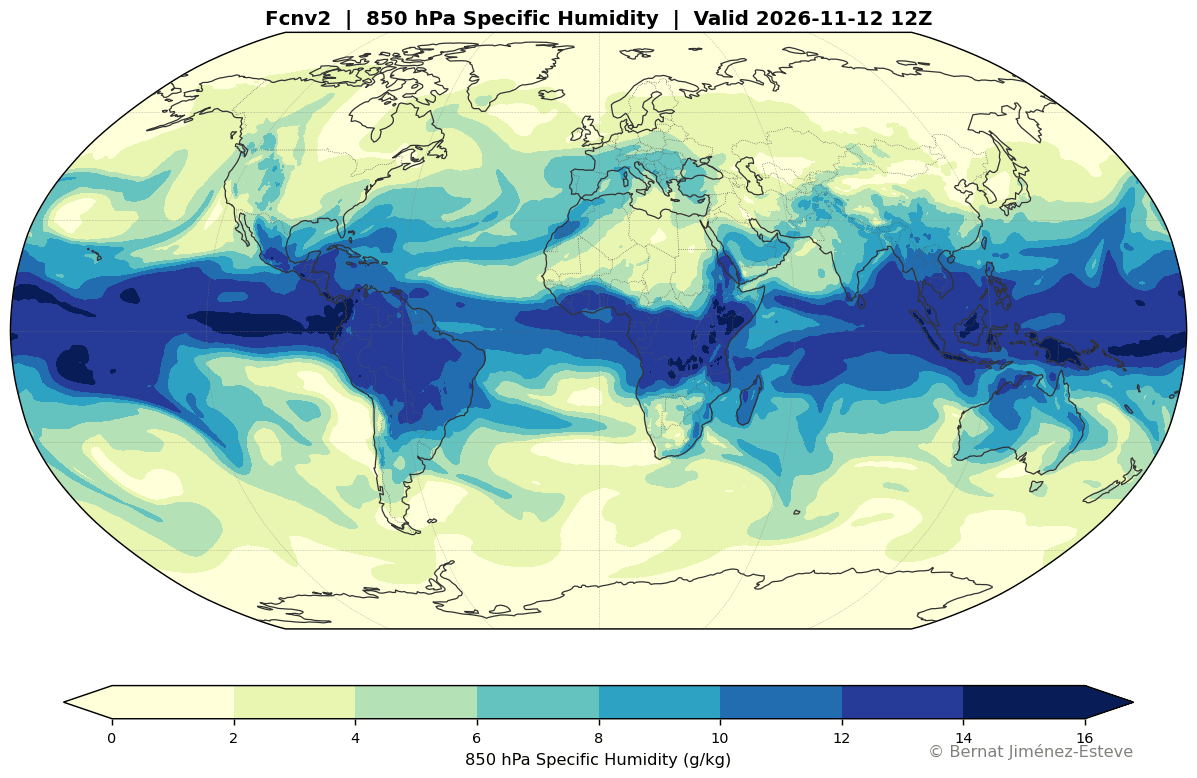 Fcnv2 | 850 hPa Specific Humidity | Valid 2026-11-12 12Z
0 2 4 6 8 10 12 14 16
850 hPa Specific Humidity (g/kg)
© Bernat Jiménez-Esteve